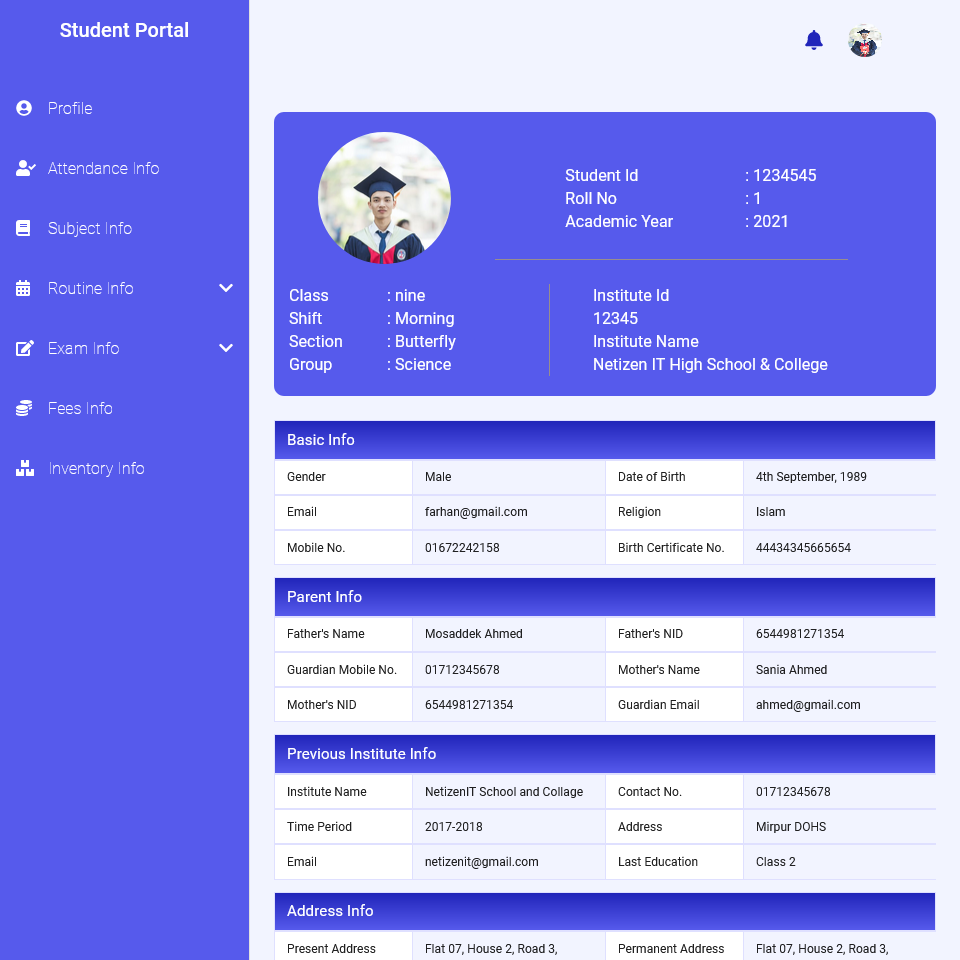 Student Portal
Profile
Attendance Info
Subject Info
Routine Info
Exam Info
Fees Info
Inventory Info
Student Id : 1234545
Roll No : 1
Academic Year : 2021
Class : nine
Shift : Morning
Section : Butterfly
Group : Science
Institute Id
12345
Institute Name
Netizen IT High School & College
Basic Info
Gender Male Date of Birth 4th September, 1989
Email farhan@gmail.com Religion Islam
Mobile No. 01672242158 Birth Certificate No. 44434345665654
Parent Info
Father's Name Mosaddek Ahmed Father's NID 6544981271354
Guardian Mobile No. 01712345678 Mother's Name Sania Ahmed
Mother's NID 6544981271354 Guardian Email ahmed@gmail.com
Previous Institute Info
Institute Name NetizenIT School and Collage Contact No. 01712345678
Time Period 2017-2018 Address Mirpur DOHS
Email netizenit@gmail.com Last Education Class 2
Address Info
Present Address Flat 07, House 2, Road 3, Permanent Address Flat 07, House 2, Road 3,